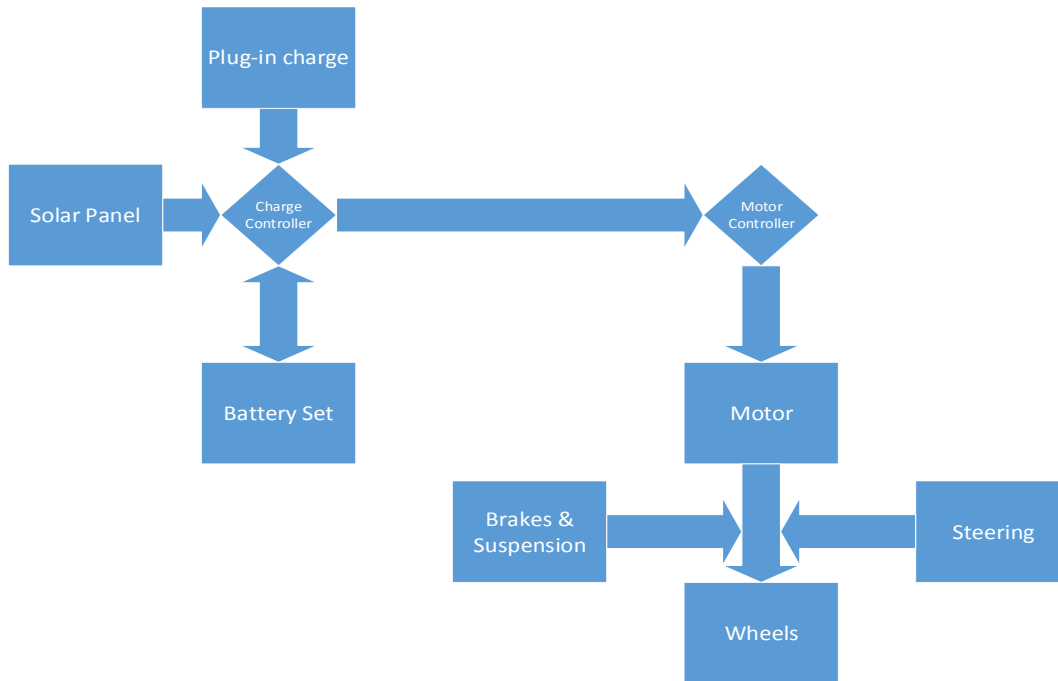 Plug-in charge
Solar Panel
Charge
Controller
Motor
Controller
Battery Set
Motor
Brakes &
Suspension
Steering
Wheels